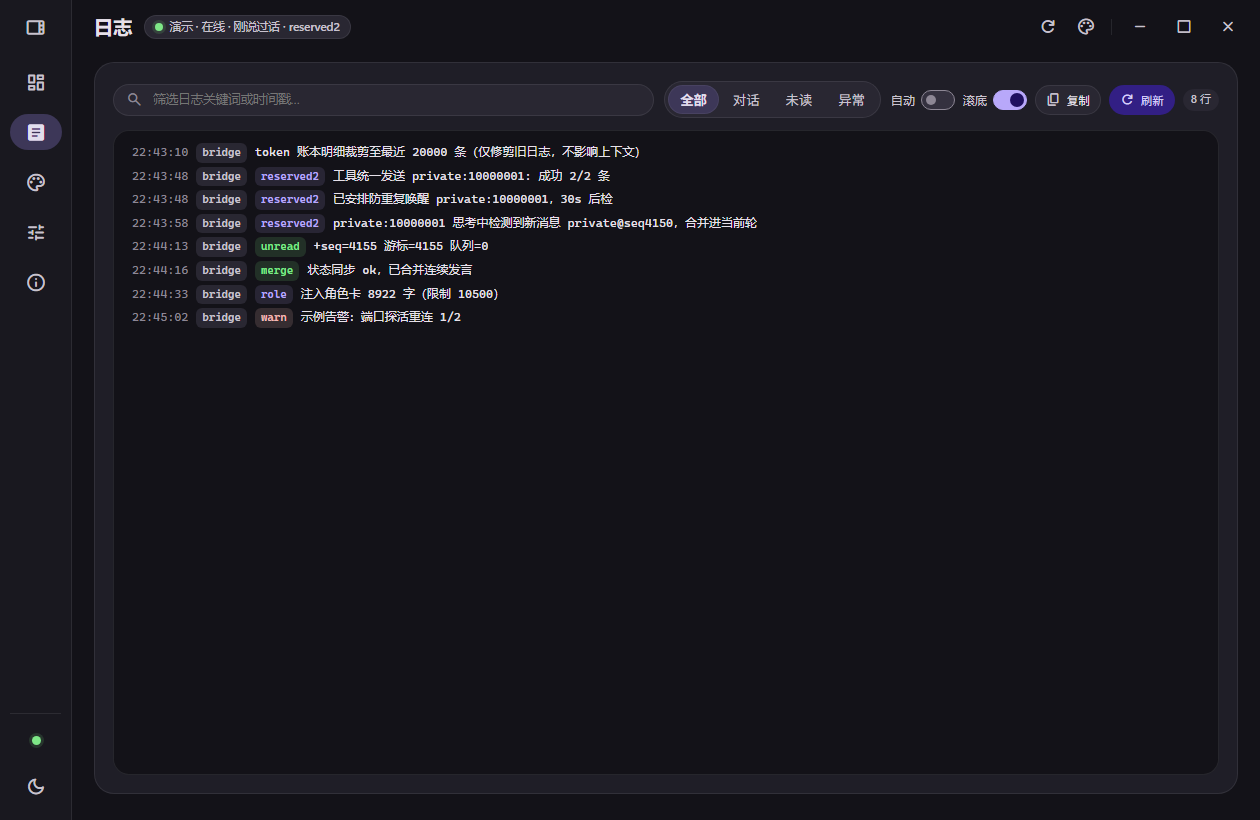 日志 演示 · 在线 · 刚说过话 · reserved2
筛选日志关键词或时间戳... 全部 对话 未读 异常 自动 滚底 复制 刷新 8 行
22:43:10 bridge token 账本明细裁剪至最近 20000 条（仅修剪旧日志，不影响上下文）
22:43:48 bridge reserved2 工具统一发送 private:10000001: 成功 2/2 条
22:43:48 bridge reserved2 已安排防重复唤醒 private:10000001，30s 后检
22:43:58 bridge reserved2 private:10000001 思考中检测到新消息 private@seq4150，合并进当前轮
22:44:13 bridge unread +seq=4155 游标=4155 队列=0
22:44:16 bridge merge 状态同步 ok，已合并连续发言
22:44:33 bridge role 注入角色卡 8922 字（限制 10500）
22:45:02 bridge warn 示例告警：端口探活重连 1/2